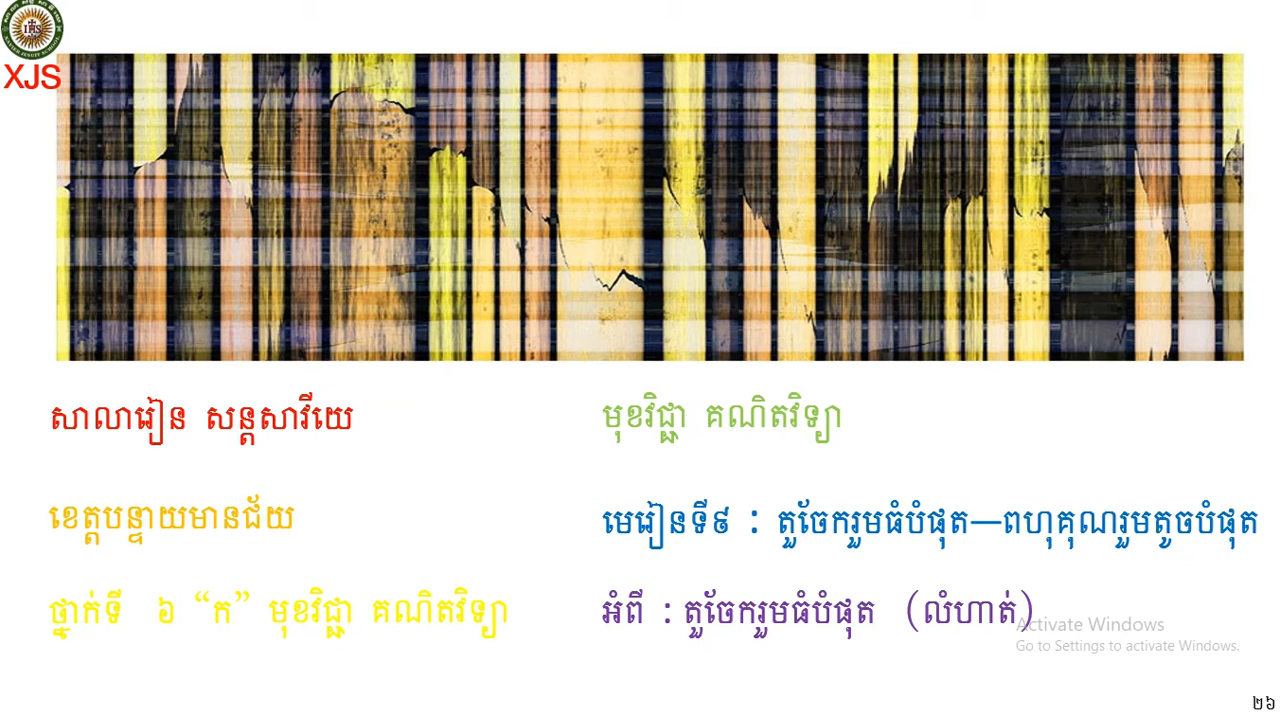 XJS
សាលារៀន សន្តសាវីយេ
មុខវិជ្ជា គណិតវិទ្យា
ខេត្តបន្ទាយមានជ័យ
មេរៀនទី៩ : តួចែករួមធំបំផុត–ពហុគុណរួមតូចបំផុត
ថ្នាក់ទី ៦ “ក” មុខវិជ្ជា គណិតវិទ្យា
អំពី : តួចែករួមធំបំផុត (លំហាត់)
Activate Windows
Go to Settings to activate Windows.
២៦